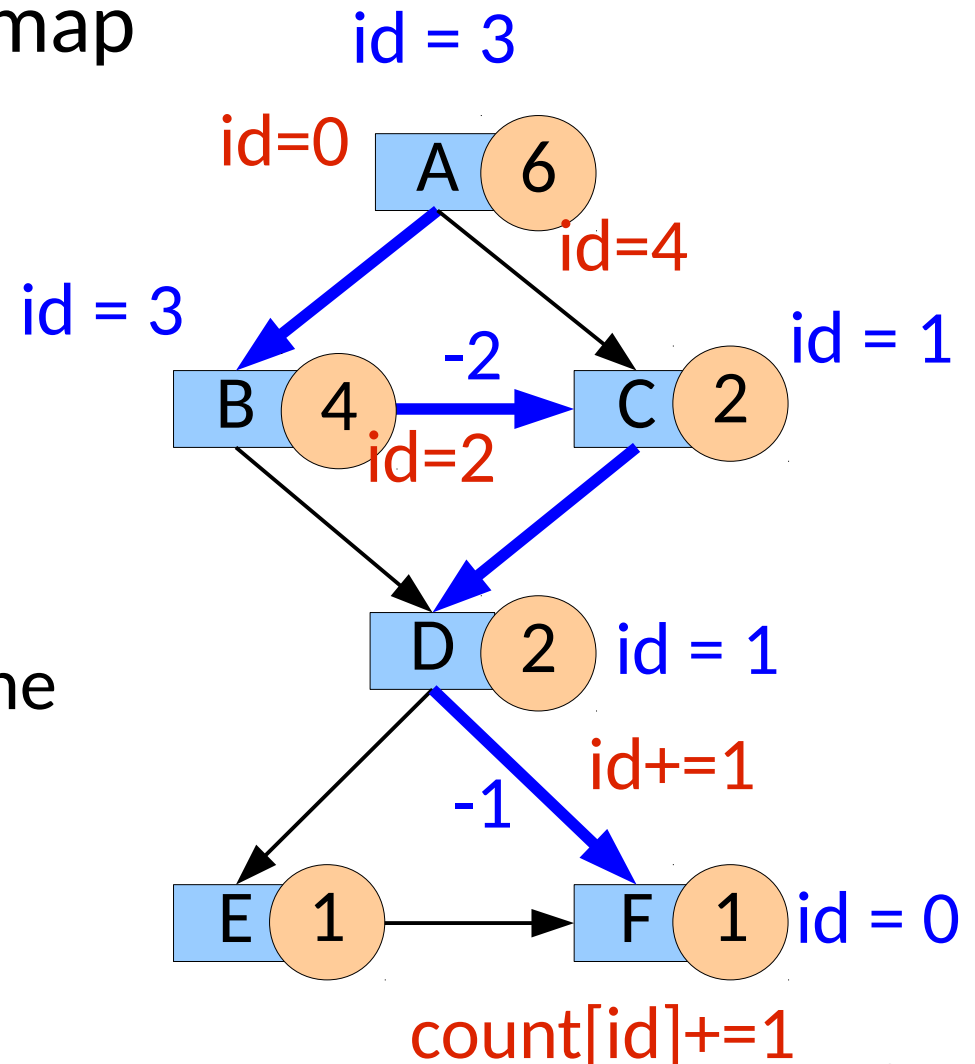 map
id = 3
id=0
A 6
id=4
id = 3
-2
id = 1
B 4
C 2
id=2
D 2
id = 1
ne
id+=1
-1
E 1
F 1
id = 0
count[id]+=1